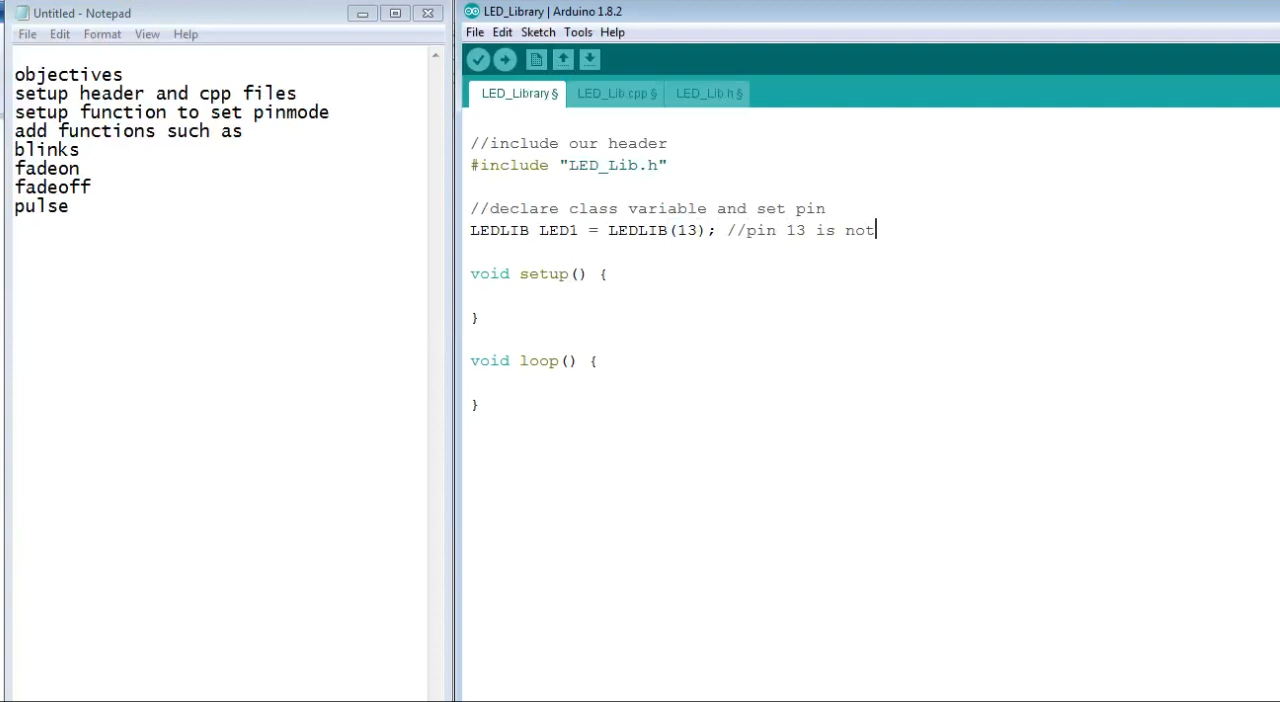 Untitled - Notepad
File Edit Format View Help
objectives
setup header and cpp files
setup function to set pinmode
add functions such as
blinks
fadeon
fadeoff
pulse
LED_Library | Arduino 1.8.2
File Edit Sketch Tools Help
LED_Library § LED_Lib.cpp § LED_Lib.h §
//include our header
#include "LED_Lib.h"
//declare class variable and set pin
LEDLIB LED1 = LEDLIB(13); //pin 13 is not
void setup() {
}
void loop() {
}